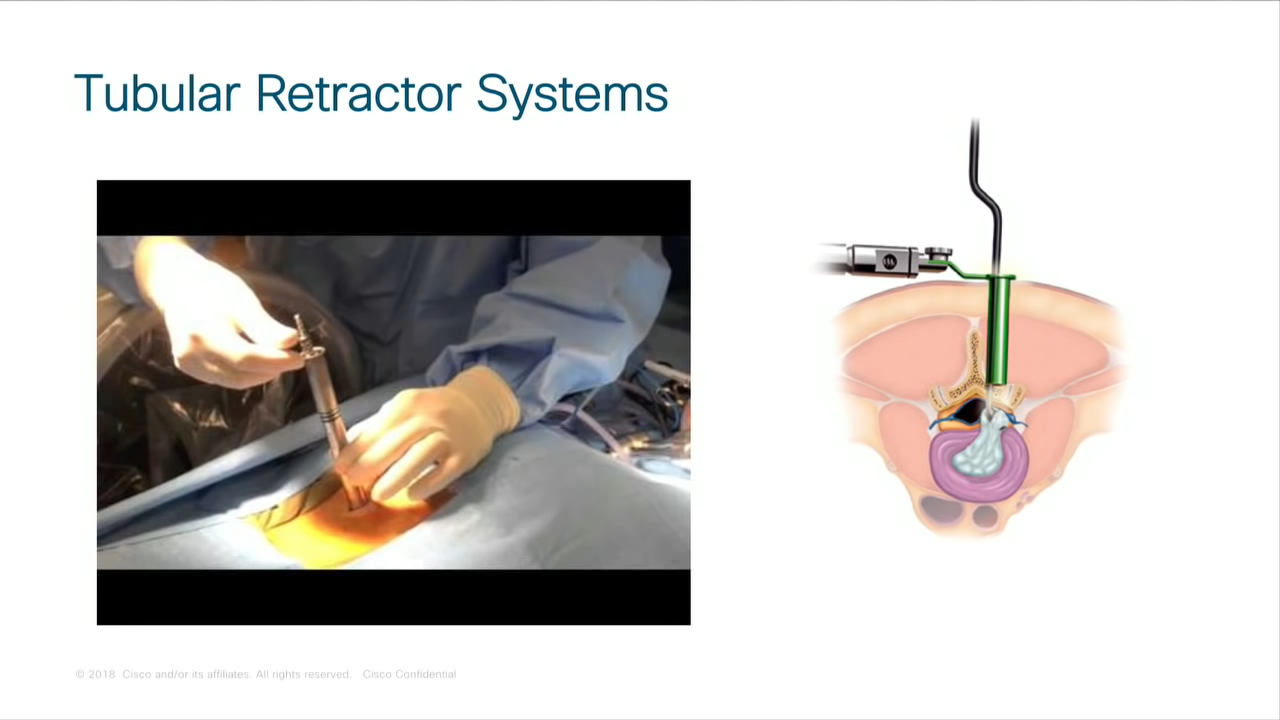 Tubular Retractor Systems
© 2018 Cisco and/or its affiliates. All rights reserved. Cisco Confidential